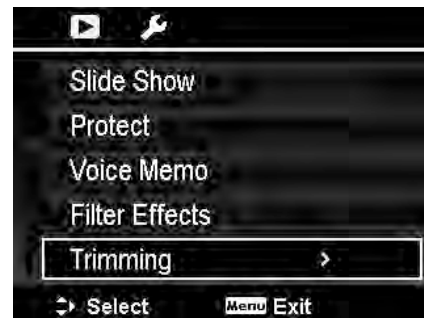 Slide Show
Protect
Voice Memo
Filter Effects
Trimming
Select Menu Exit